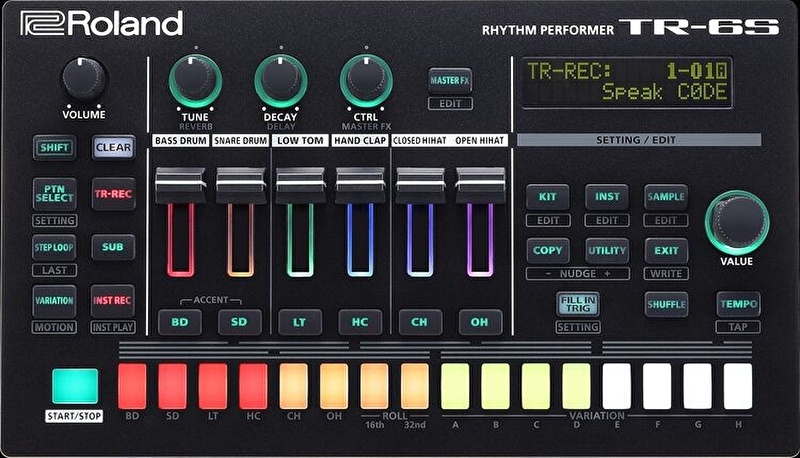 Roland
RHYTHM PERFORMER TR-6S
VOLUME
TUNE
REVERB
DECAY
DELAY
CTRL
MASTER FX
MASTER FX
EDIT
TR-REC: 1-01
Speak C0DE
SHIFT
CLEAR
BASS DRUM
SNARE DRUM
LOW TOM
HAND CLAP
CLOSED HIHAT
OPEN HIHAT
SETTING / EDIT
PTN
SELECT
SETTING
TR-REC
STEP LOOP
LAST
SUB
VARIATION
MOTION
INST REC
INST PLAY
KIT
EDIT
INST
EDIT
SAMPLE
EDIT
COPY
UTILITY
- NUDGE +
EXIT
WRITE
VALUE
FILL IN
TRIG
SETTING
SHUFFLE
TEMPO
TAP
ACCENT
BD
SD
LT
HC
CH
OH
START/STOP
BD
SD
LT
HC
CH
OH
ROLL
16th
32nd
VARIATION
A
B
C
D
E
F
G
H